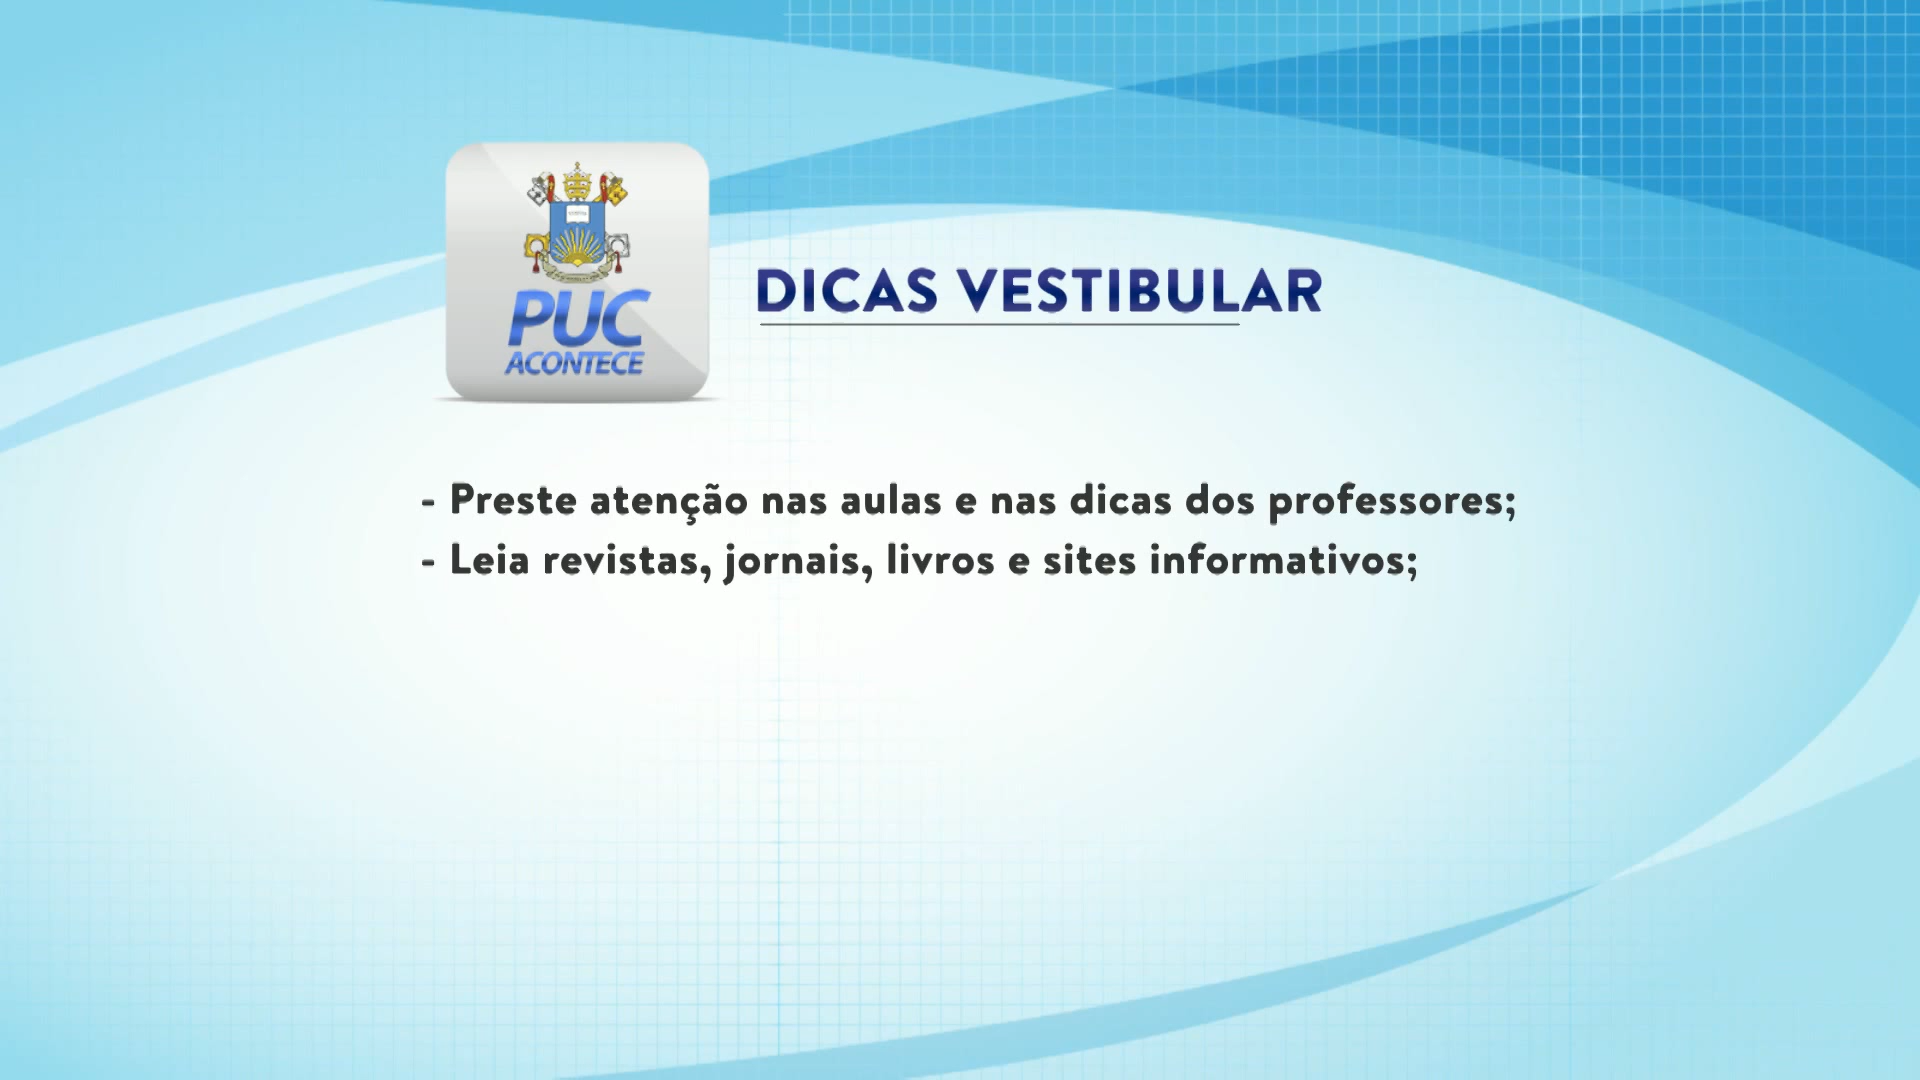 PUC
ACONTECE
DICAS VESTIBULAR
- Preste atenção nas aulas e nas dicas dos professores;
- Leia revistas, jornais, livros e sites informativos;